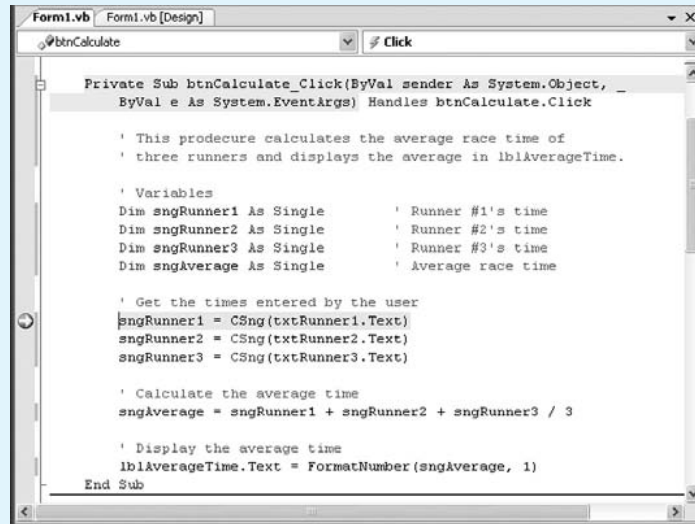 Form1.vb Form1.vb [Design]
btnCalculate Click
Private Sub btnCalculate_Click(ByVal sender As System.Object, _
ByVal e As System.EventArgs) Handles btnCalculate.Click
' This prodecure calculates the average race time of
' three runners and displays the average in lblAverageTime.
' Variables
Dim sngRunner1 As Single ' Runner #1's time
Dim sngRunner2 As Single ' Runner #2's time
Dim sngRunner3 As Single ' Runner #3's time
Dim sngAverage As Single ' Average race time
' Get the times entered by the user
sngRunner1 = CSng(txtRunner1.Text)
sngRunner2 = CSng(txtRunner2.Text)
sngRunner3 = CSng(txtRunner3.Text)
' Calculate the average time
sngAverage = sngRunner1 + sngRunner2 + sngRunner3 / 3
' Display the average time
lblAverageTime.Text = FormatNumber(sngAverage, 1)
End Sub